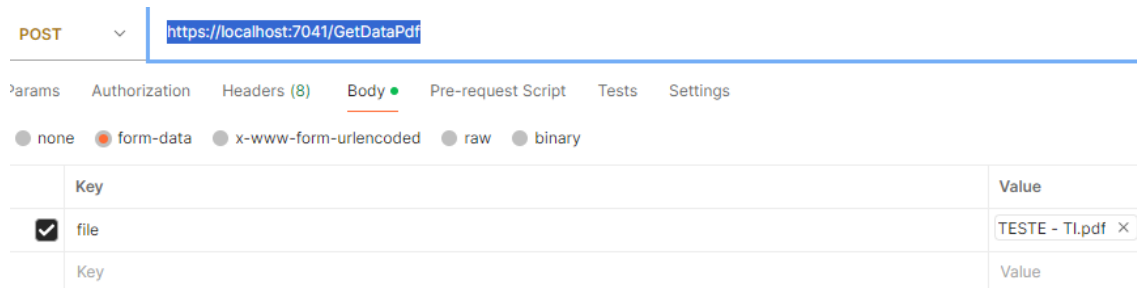 POST https://localhost:7041/GetDataPdf
Params Authorization Headers (8) Body Pre-request Script Tests Settings
none form-data x-www-form-urlencoded raw binary
Key Value
file TESTE - TI.pdf ×
Key Value